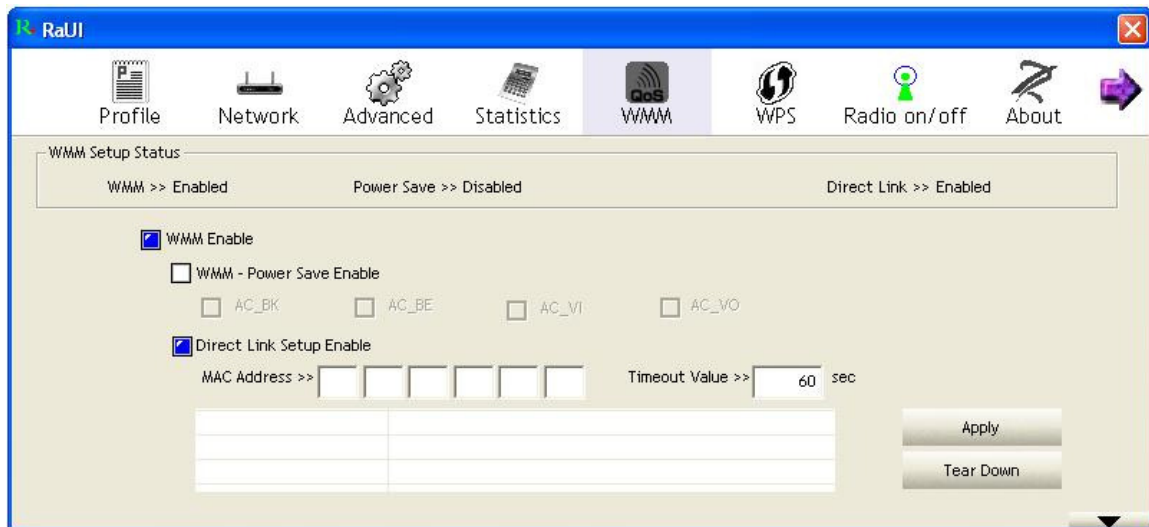 RaUI
Profile Network Advanced Statistics QoS WMM WPS Radio on/off About
WMM Setup Status
WMM >> Enabled Power Save >> Disabled Direct Link >> Enabled
WMM Enable
WMM - Power Save Enable
AC_BK AC_BE AC_VI AC_VO
Direct Link Setup Enable
MAC Address >> Timeout Value >> 60 sec
Apply
Tear Down